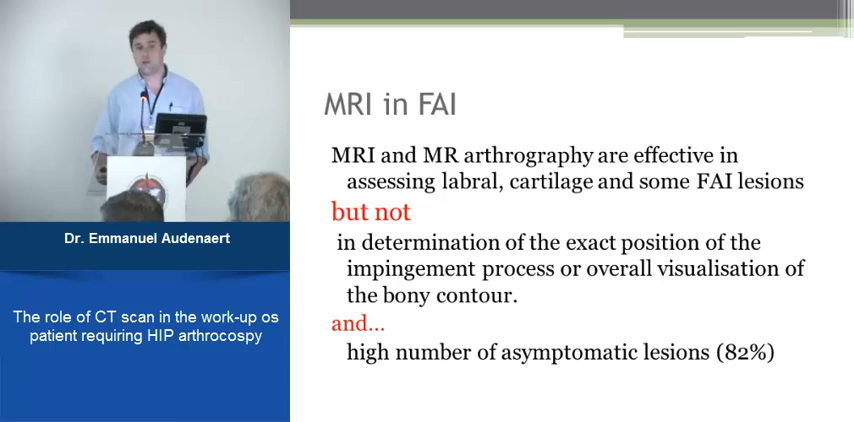 MRI in FAI
MRI and MR arthrography are effective in
assessing labral, cartilage and some FAI lesions
but not
in determination of the exact position of the
impingement process or overall visualisation of
the bony contour.
and...
high number of asymptomatic lesions (82%)
Dr. Emmanuel Audenaert
The role of CT scan in the work-up os
patient requiring HIP arthrocospy